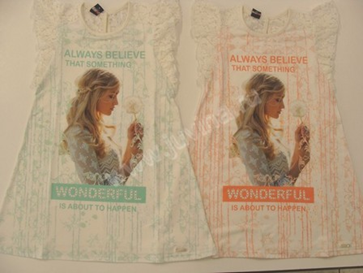 ALWAYS BELIEVE
THAT SOMETHING
WONDERFUL
IS ABOUT TO HAPPEN
ALWAYS BELIEVE
THAT SOMETHING
WONDERFUL
IS ABOUT TO HAPPEN